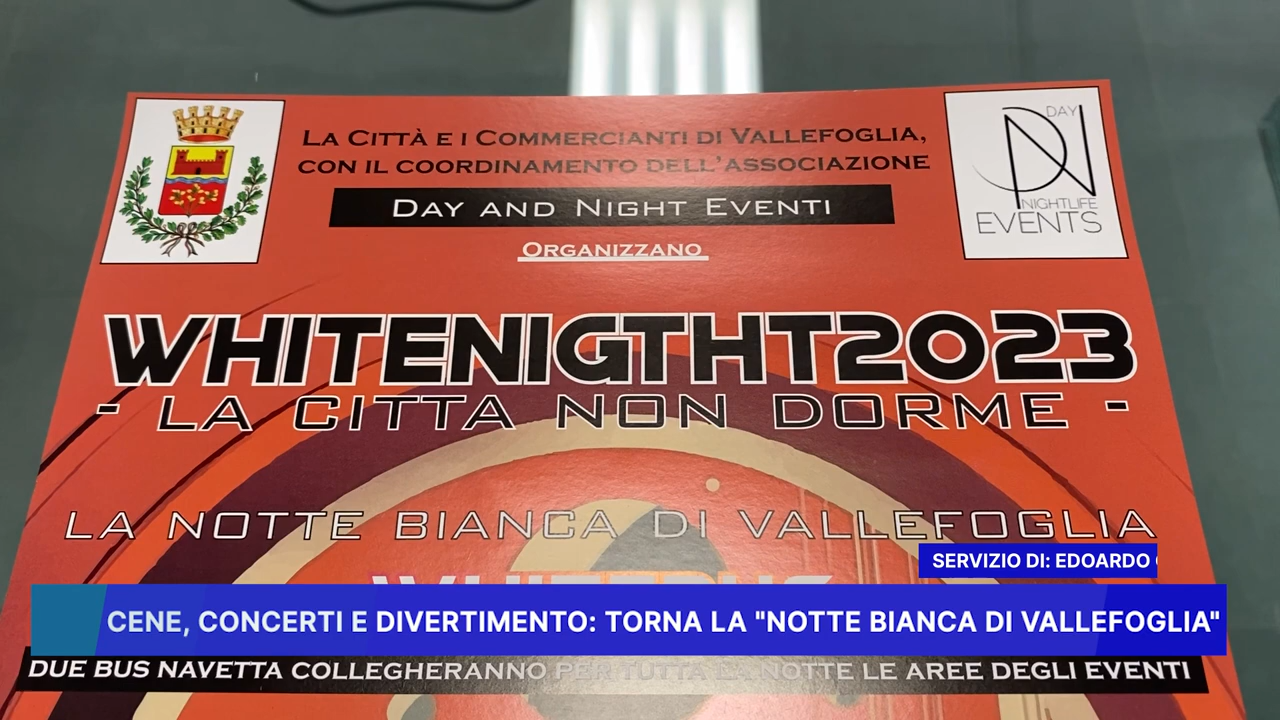 La Città e i Commercianti di Vallefoglia,
con il coordinamento dell'associazione
Day and Night Eventi
Organizzano
DAY
DN
NIGHTLIFE
EVENTS
WHITENIGTHT2023
- LA CITTA NON DORME -
LA NOTTE BIANCA DI VALLEFOGLIA
SERVIZIO DI: EDOARDO
CENE, CONCERTI E DIVERTIMENTO: TORNA LA "NOTTE BIANCA DI VALLEFOGLIA"
DUE BUS NAVETTA COLLEGHERANNO PER TUTTA LA NOTTE LE AREE DEGLI EVENTI